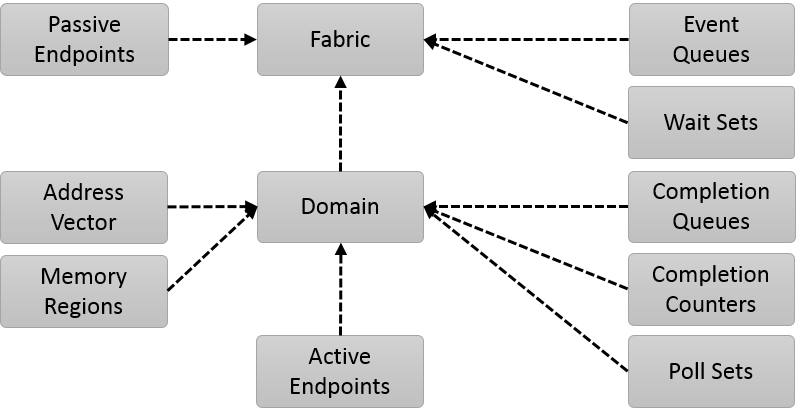 Passive
Endpoints
Fabric
Event
Queues
Wait Sets
Address
Vector
Domain
Completion
Queues
Memory
Regions
Completion
Counters
Active
Endpoints
Poll Sets